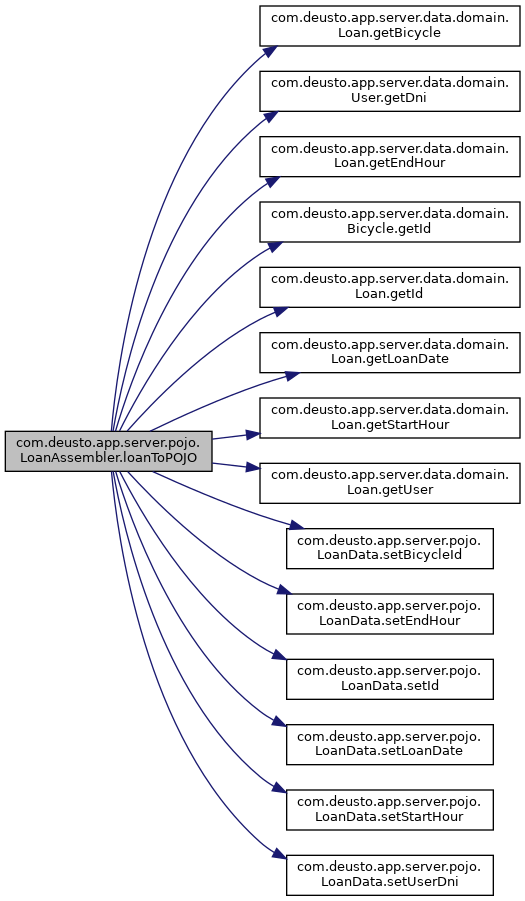 com.deusto.app.server.data.domain.
Loan.getBicycle
com.deusto.app.server.data.domain.
User.getDni
com.deusto.app.server.data.domain.
Loan.getEndHour
com.deusto.app.server.data.domain.
Bicycle.getId
com.deusto.app.server.data.domain.
Loan.getId
com.deusto.app.server.data.domain.
Loan.getLoanDate
com.deusto.app.server.data.domain.
Loan.getStartHour
com.deusto.app.server.pojo.
LoanAssembler.loanToPOJO
com.deusto.app.server.data.domain.
Loan.getUser
com.deusto.app.server.pojo.
LoanData.setBicycleId
com.deusto.app.server.pojo.
LoanData.setEndHour
com.deusto.app.server.pojo.
LoanData.setId
com.deusto.app.server.pojo.
LoanData.setLoanDate
com.deusto.app.server.pojo.
LoanData.setStartHour
com.deusto.app.server.pojo.
LoanData.setUserDni